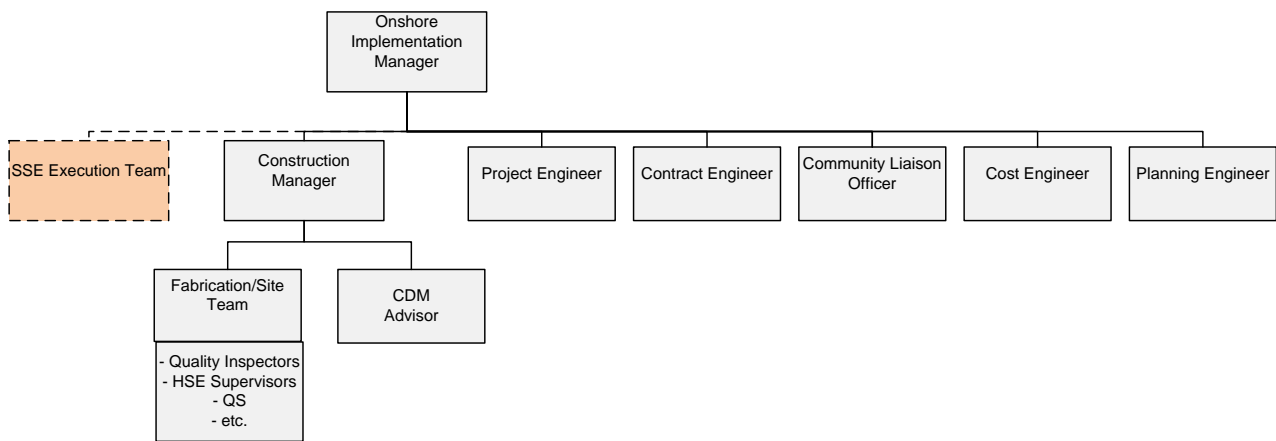 Onshore
Implementation
Manager
SSE Execution Team
Construction
Manager
Project Engineer
Contract Engineer
Community Liaison
Officer
Cost Engineer
Planning Engineer
Fabrication/Site
Team
CDM
Advisor
- Quality Inspectors
- HSE Supervisors
- QS
- etc.